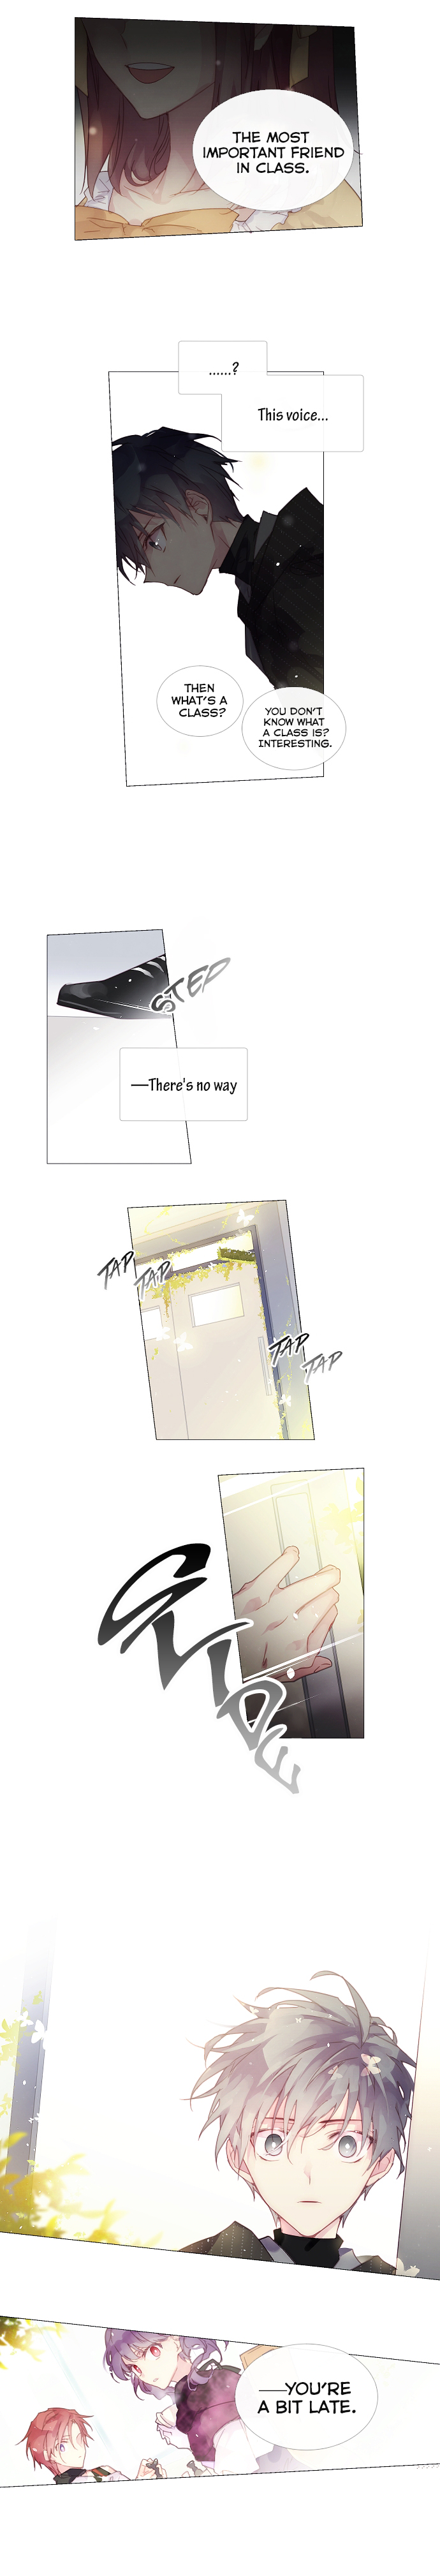 THE MOST
IMPORTANT FRIEND
IN CLASS.
......?
This voice...
THEN
WHAT'S A
CLASS?
YOU DON'T
KNOW WHAT
A CLASS IS?
INTERESTING.
STEP
—There's no way
TAP
TAP
TAP
TAP
SLIDE
——YOU'RE
A BIT LATE.